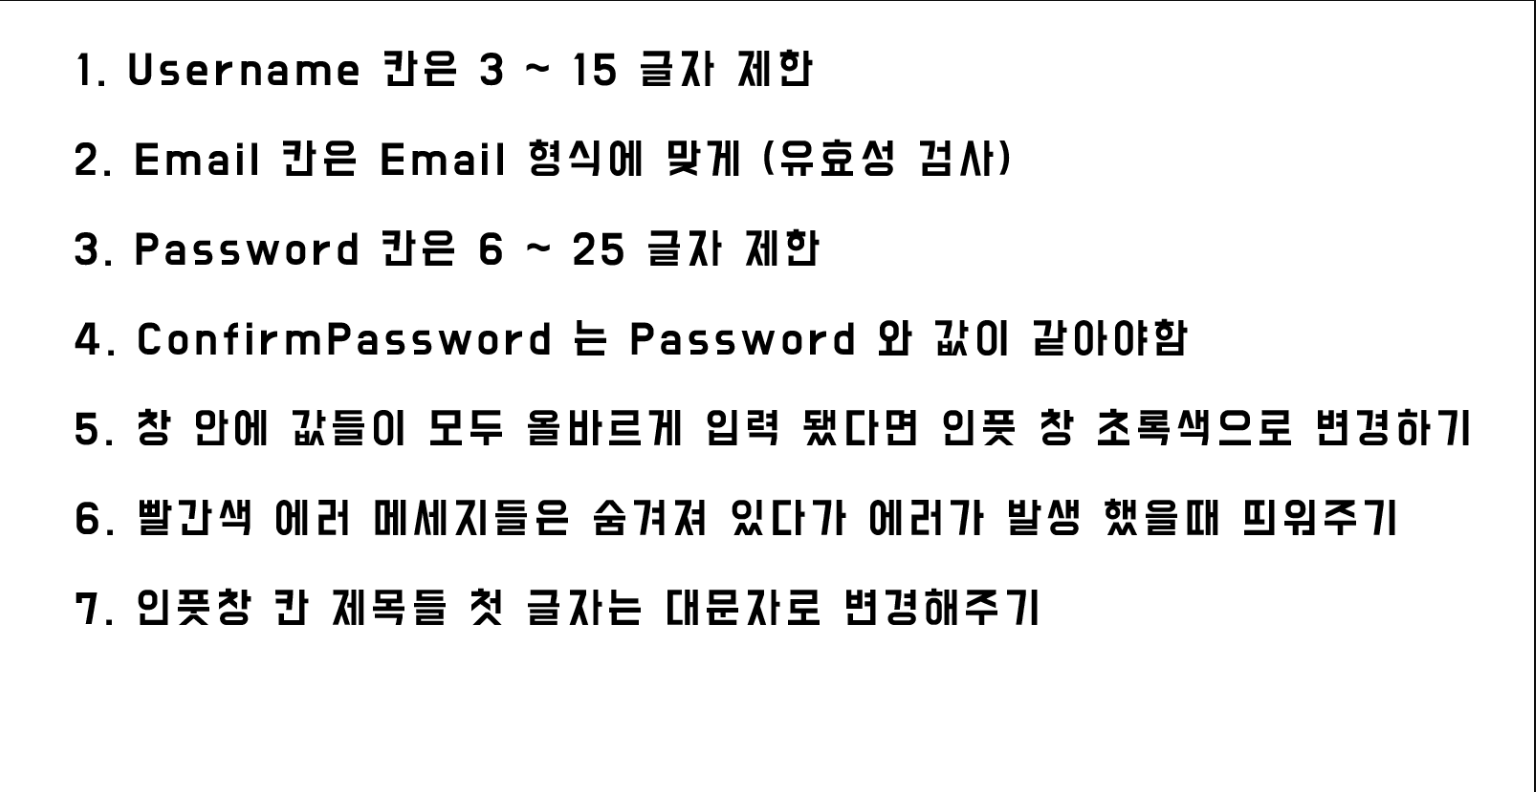 1. Username 칸은 3 ~ 15 글자 제한
2. Email 칸은 Email 형식에 맞게 (유효성 검사)
3. Password 칸은 6 ~ 25 글자 제한
4. ConfirmPassword 는 Password 와 값이 같아야함
5. 창 안에 값들이 모두 올바르게 입력 됐다면 인풋 창 초록색으로 변경하기
6. 빨간색 에러 메세지들은 숨겨져 있다가 에러가 발생 했을때 띄워주기
7. 인풋창 칸 제목들 첫 글자는 대문자로 변경해주기